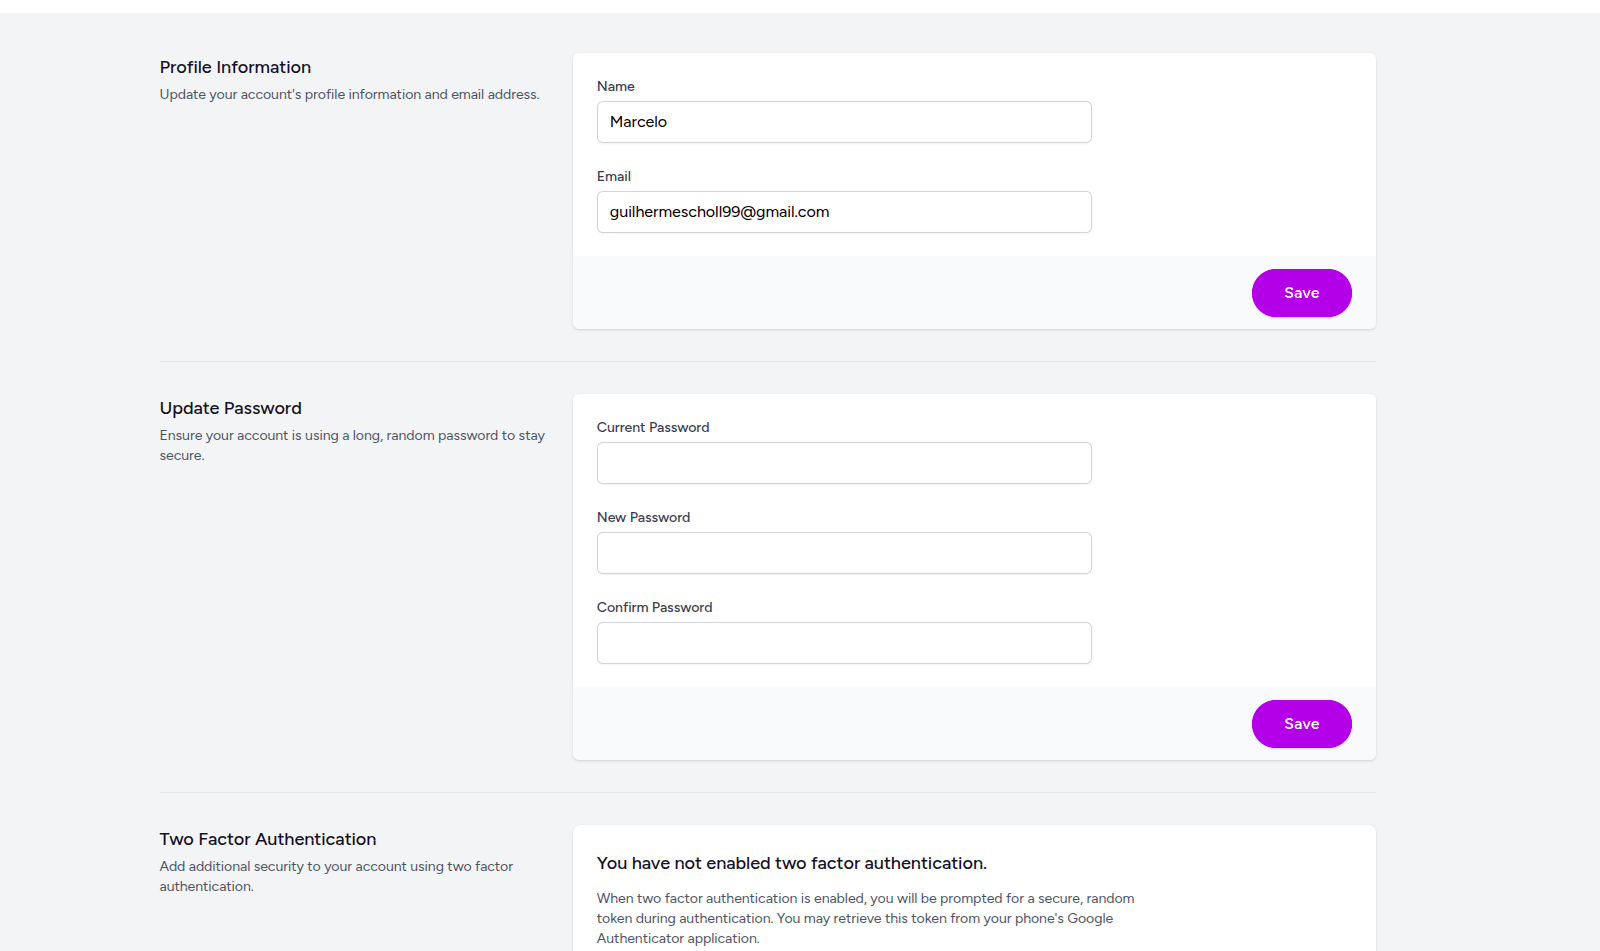 Profile Information
Update your account's profile information and email address.
Name
Marcelo
Email
guilhermescholl99@gmail.com
Save
Update Password
Ensure your account is using a long, random password to stay
secure.
Current Password
New Password
Confirm Password
Save
Two Factor Authentication
Add additional security to your account using two factor
authentication.
You have not enabled two factor authentication.
When two factor authentication is enabled, you will be prompted for a secure, random
token during authentication. You may retrieve this token from your phone's Google
Authenticator application.